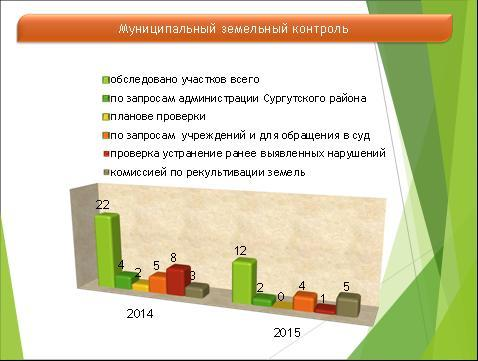 Муниципальный земельный контроль
обследовано участков всего
по запросам администрации Сургутского района
планове проверки
по запросам учреждений и для обращения в суд
проверка устранение ранее выявленных нарушений
комиссией по рекультивации земель
22
4
2
5
8
3
12
2
0
4
1
5
2014
2015